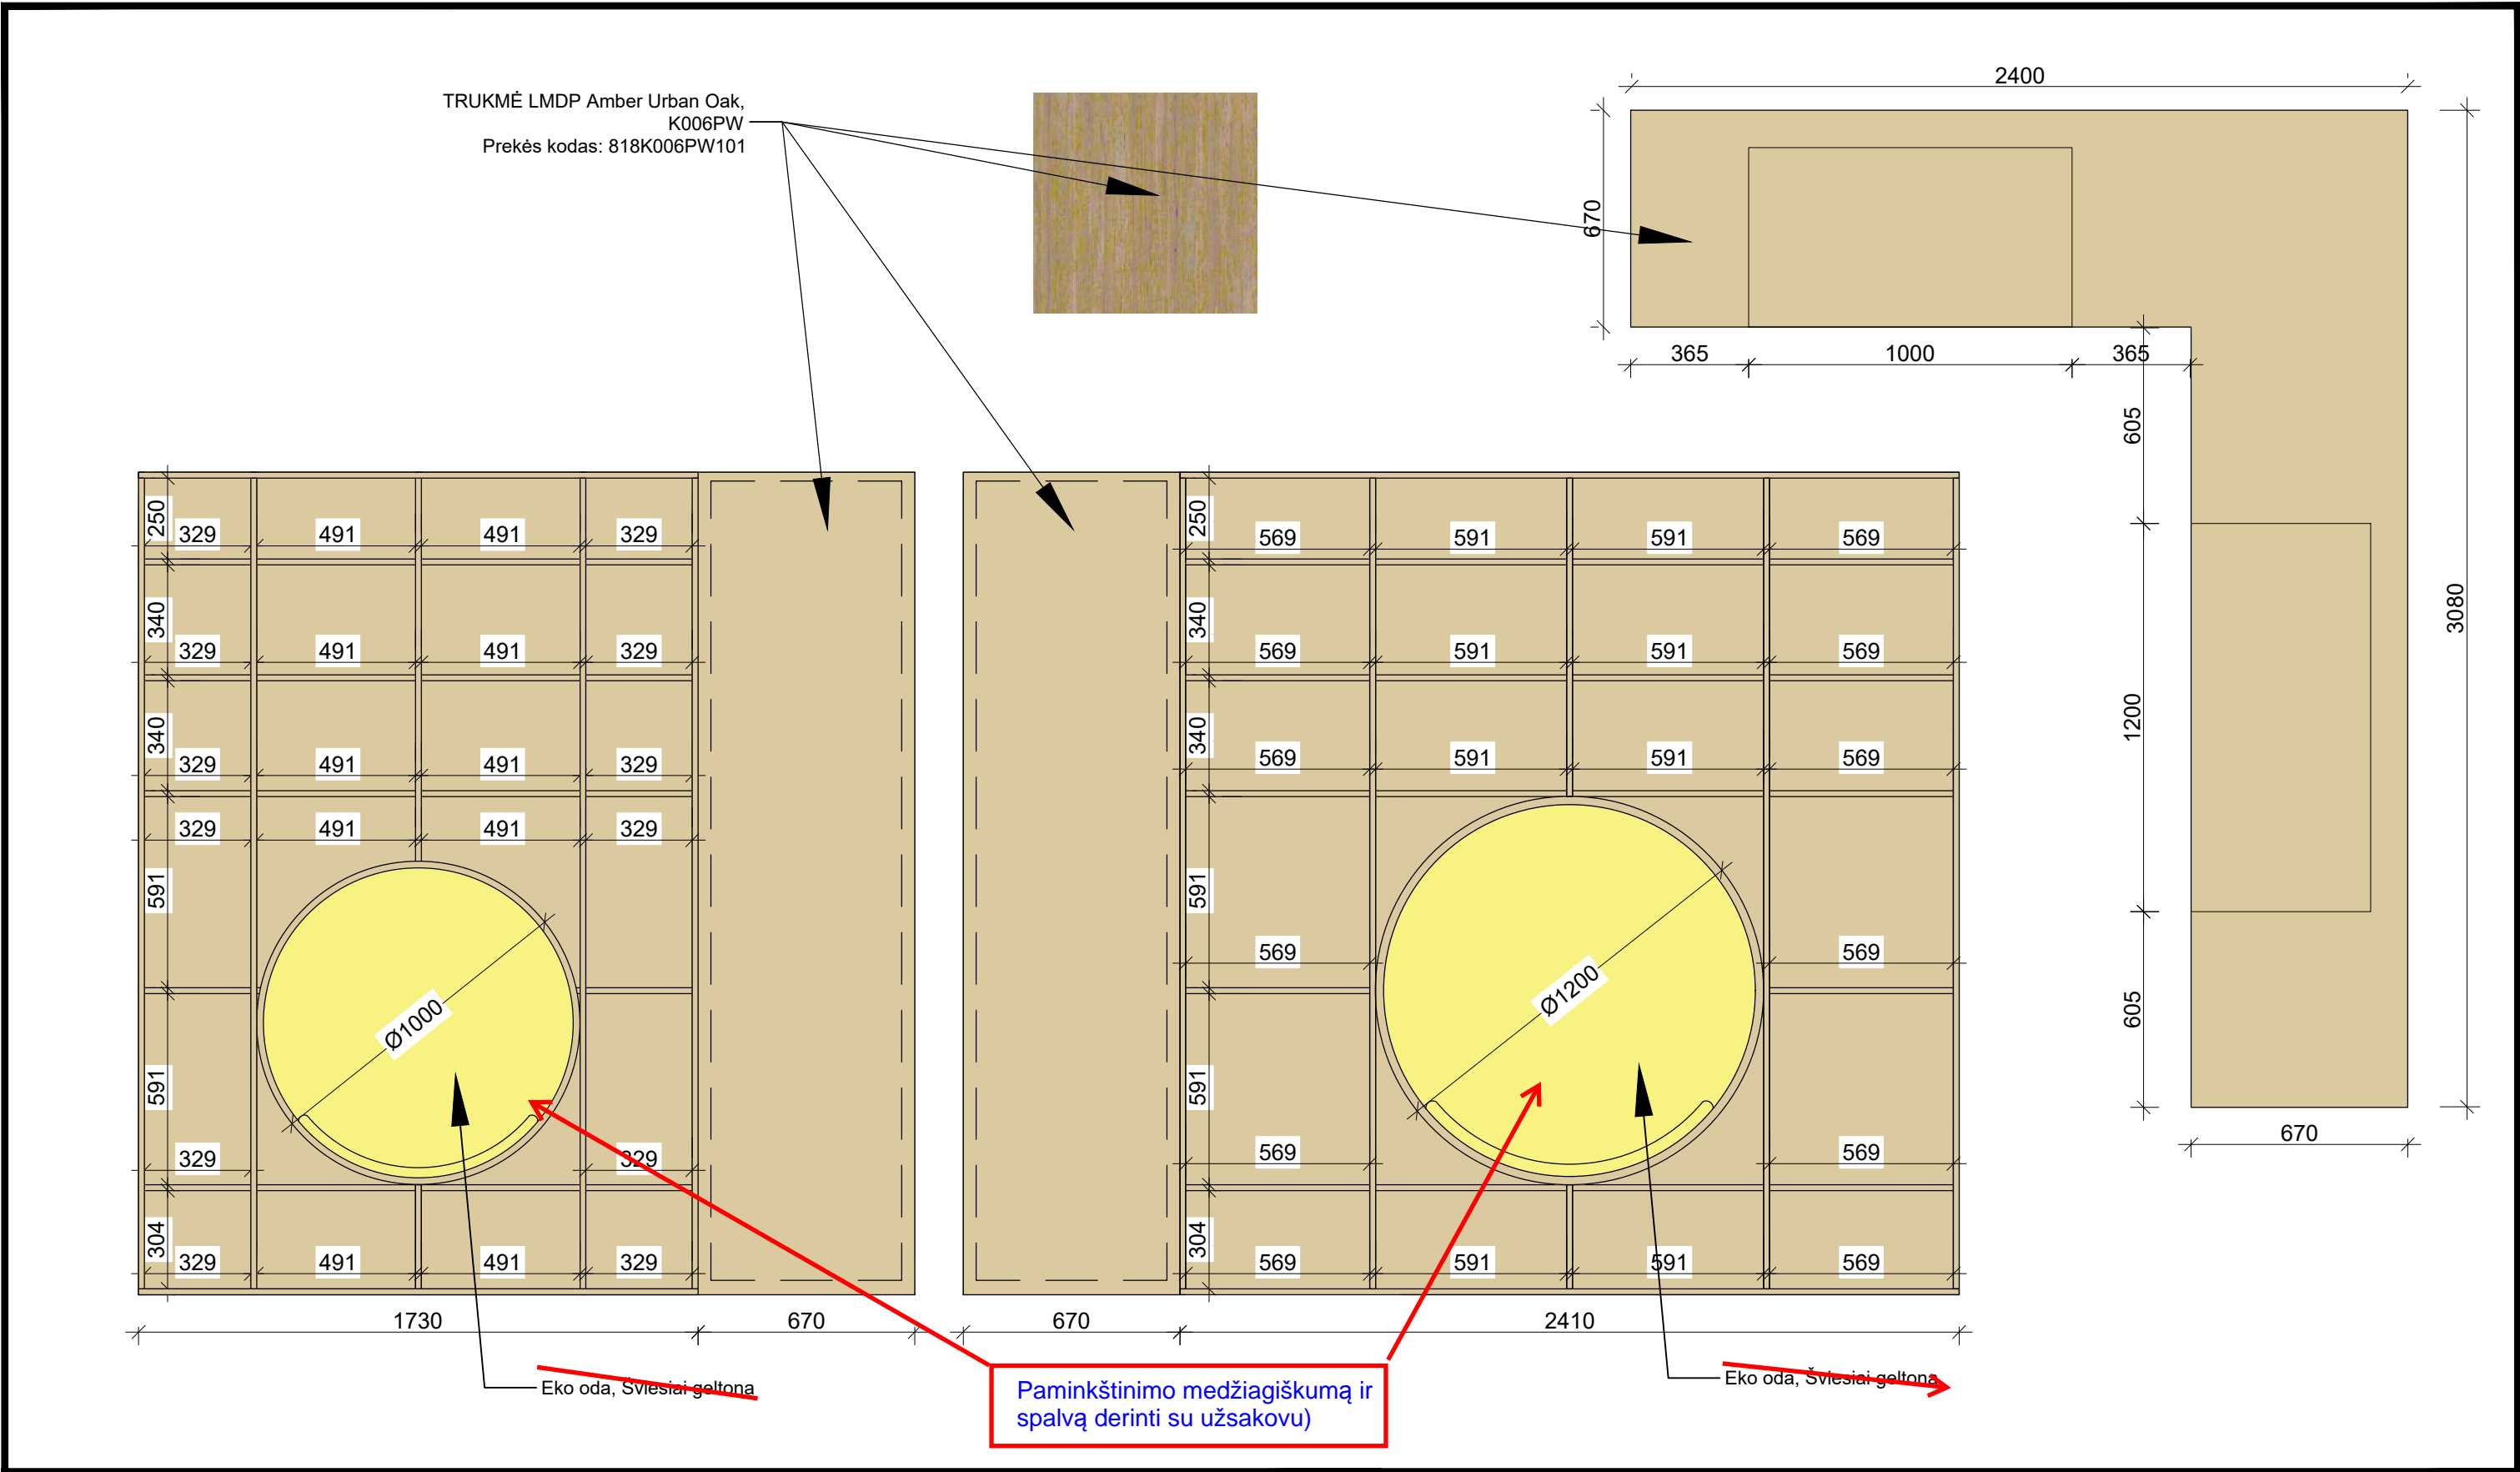 2400
TRUKMĖ LMDP Amber Urban Oak,
K006PW
Prekės kodas: 818K006PW101
670
365 1000 365
605
1200
605
3080
670
250 329 491 491 329
340 329 491 491 329
340 329 491 491 329
329 491 491 329
591
Ø1000
591
329 329
304 329 491 491 329
1730 670
250 569 591 591 569
340 569 591 591 569
340 569 591 591 569
591
569 569
Ø1200
591
569 569
304 569 591 591 569
670 2410
Eko oda, Šviesiai geltona
Paminkštinimo medžiagiškumą ir
spalvą derinti su užsakovu)
Eko oda, Šviesiai geltona